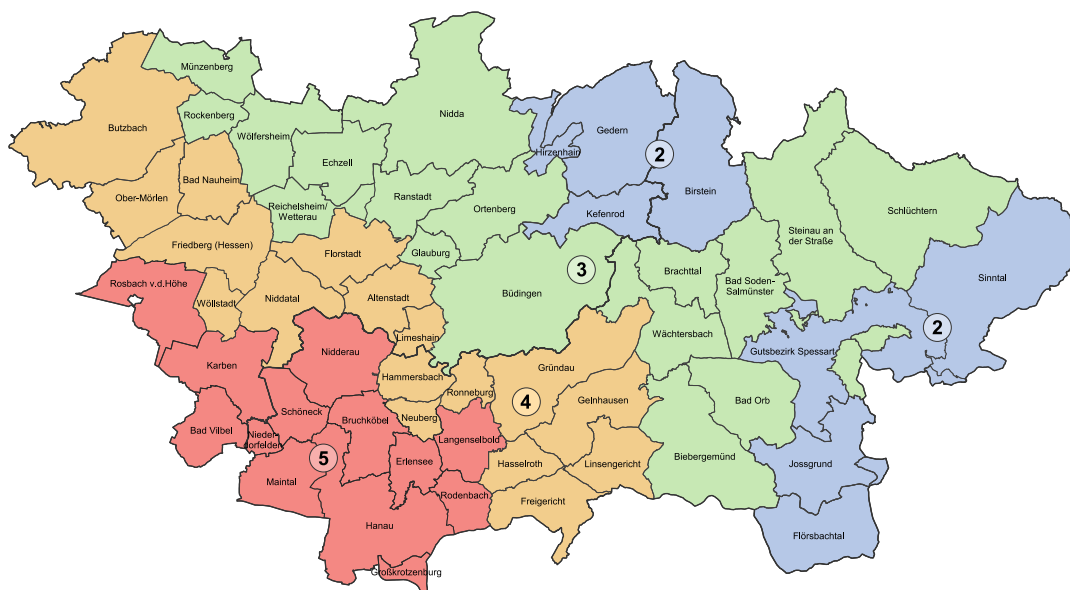 Münzenberg
Butzbach
Rockenberg
Wölfersheim
Nidda
Gedern
Hirzenhain
2
Birstein
Echzell
Bad Nauheim
Ober-Mörlen
Reichelsheim/
Wetterau
Ranstadt
Ortenberg
Kefenrod
Schlüchtern
Steinau an
der Straße
Friedberg (Hessen)
Florstadt
Glauburg
3
Brachttal
Bad Soden-
Salmünster
Sinntal
Rosbach v.d.Höhe
Wöllstadt
Niddatal
Altenstadt
Büdingen
Limeshain
Wächtersbach
2
Nidderau
Gutsbezirk Spessart
Karben
Hammersbach
Ronneburg
Gründau
Schöneck
Bruchköbel
Neuberg
4
Gelnhausen
Bad Orb
Bad Vilbel
Nieder-
dorfelden
Langenselbold
5
Erlensee
Hasselroth
Linsengericht
Biebergemünd
Jossgrund
Maintal
Rodenbach
Freigericht
Hanau
Flörsbachtal
Großkrotzenburg